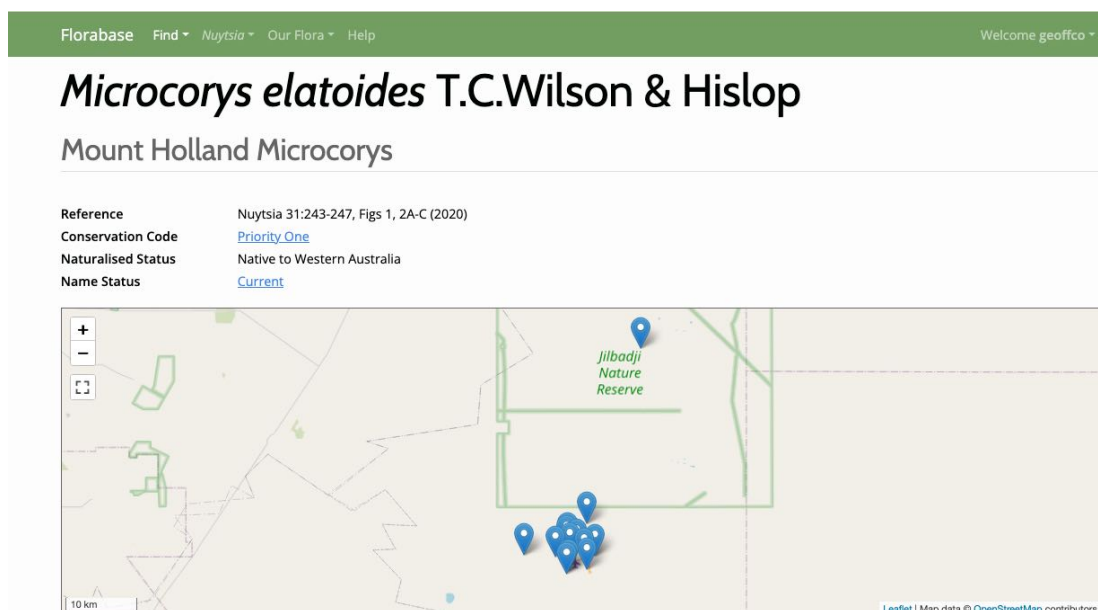 Florabase Find Nuytsia Our Flora Help Welcome geoffco
Microcorys elatoides T.C.Wilson & Hislop
Mount Holland Microcorys
Reference Nuytsia 31:243-247, Figs 1, 2A-C (2020)
Conservation Code Priority One
Naturalised Status Native to Western Australia
Name Status Current
+
−
Jilbadji
Nature
Reserve
10 km
Leaflet | Map data © OpenStreetMap contributors